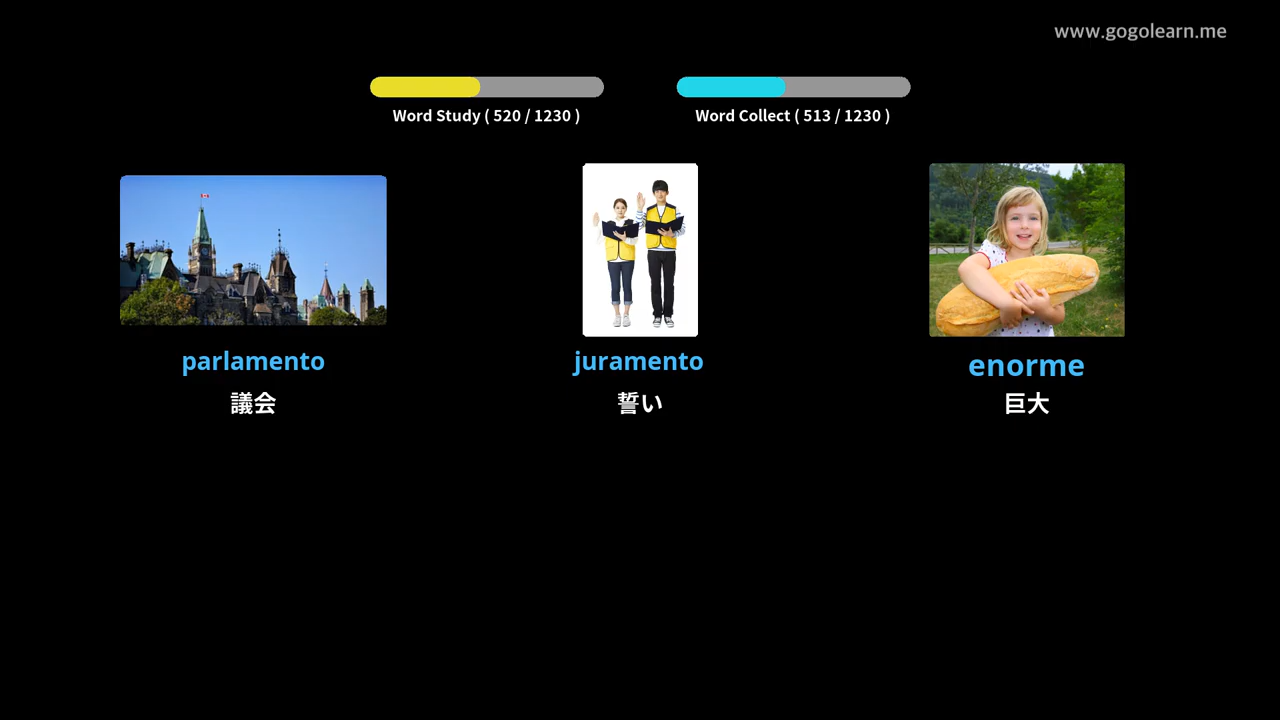 www.gogolearn.me
Word Study ( 520 / 1230 )
Word Collect ( 513 / 1230 )
parlamento
juramento
enorme
議会
誓い
巨大